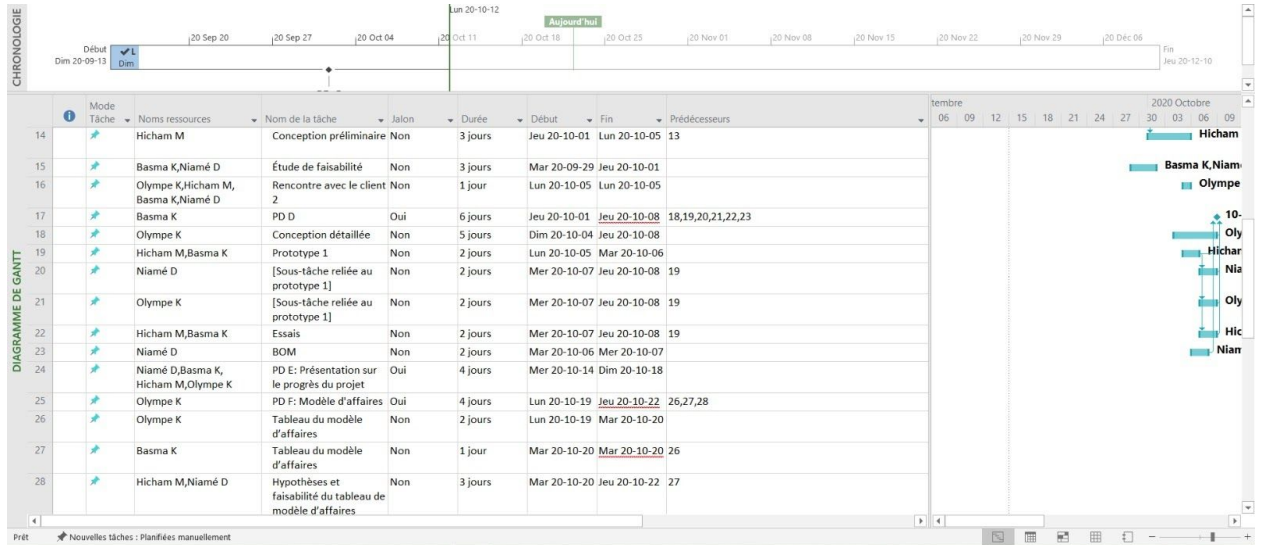 CHRONOLOGIE
Lun 20-10-12
Aujourd'hui
20 Sep 20 20 Sep 27 20 Oct 04 20 Oct 11 20 Oct 18 20 Oct 25 20 Nov 01 20 Nov 08 20 Nov 15 20 Nov 22 20 Nov 29 20 Déc 06
Début
Dim 20-09-13
L
Dim
Fin
Jeu 20-12-10
DIAGRAMME DE GANTT
Mode
Tâche Noms ressources Nom de la tâche Jalon Durée Début Fin Prédécesseurs
tembre 2020 Octobre
06 09 12 15 18 21 24 27 30 03 06 09
14 Hicham M Conception préliminaire Non 3 jours Jeu 20-10-01 Lun 20-10-05 13 Hicham
15 Basma K,Niamé D Étude de faisabilité Non 3 jours Mar 20-09-29 Jeu 20-10-01 Basma K,Niam
16 Olympe K,Hicham M, Rencontre avec le client Non 1 jour Lun 20-10-05 Lun 20-10-05 Olympe
Basma K,Niamé D 2
17 Basma K PD D Oui 6 jours Jeu 20-10-01 Jeu 20-10-08 18,19,20,21,22,23 10-
18 Olympe K Conception détaillée Non 5 jours Dim 20-10-04 Jeu 20-10-08 Oly
19 Hicham M,Basma K Prototype 1 Non 2 jours Lun 20-10-05 Mar 20-10-06 Hichar
20 Niamé D [Sous-tâche reliée au Non 2 jours Mer 20-10-07 Jeu 20-10-08 19 Nia
prototype 1]
21 Olympe K [Sous-tâche reliée au Non 2 jours Mer 20-10-07 Jeu 20-10-08 19 Oly
prototype 1]
22 Hicham M,Basma K Essais Non 2 jours Mer 20-10-07 Jeu 20-10-08 19 Hic
23 Niamé D BOM Non 2 jours Mar 20-10-06 Mer 20-10-07 Niam
24 Niamé D,Basma K, PD E: Présentation sur Oui 4 jours Mer 20-10-14 Dim 20-10-18
Hicham M,Olympe K le progrès du projet
25 Olympe K PD F: Modèle d'affaires Oui 4 jours Lun 20-10-19 Jeu 20-10-22 26,27,28
26 Olympe K Tableau du modèle Non 2 jours Lun 20-10-19 Mar 20-10-20
d'affaires
27 Basma K Tableau du modèle Non 1 jour Mar 20-10-20 Mar 20-10-20 26
d'affaires
28 Hicham M,Niamé D Hypothèses et Non 3 jours Mar 20-10-20 Jeu 20-10-22 27
faisabilité du tableau de
modèle d'affaires
Prêt Nouvelles tâches : Planifiées manuellement